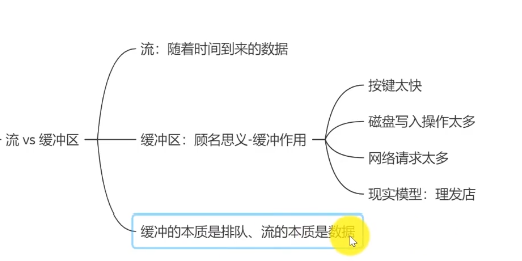 流 vs 缓冲区
流：随着时间到来的数据
缓冲区：顾名思义-缓冲作用
按键太快
磁盘写入操作太多
网络请求太多
现实模型：理发店
缓冲的本质是排队、流的本质是数据